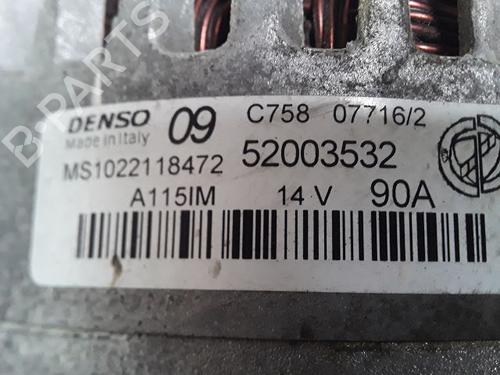 B-PARTS
DENSO 09 C758 07716/2
Made in Italy
MS1022118472 52003532
A115IM 14 V 90A